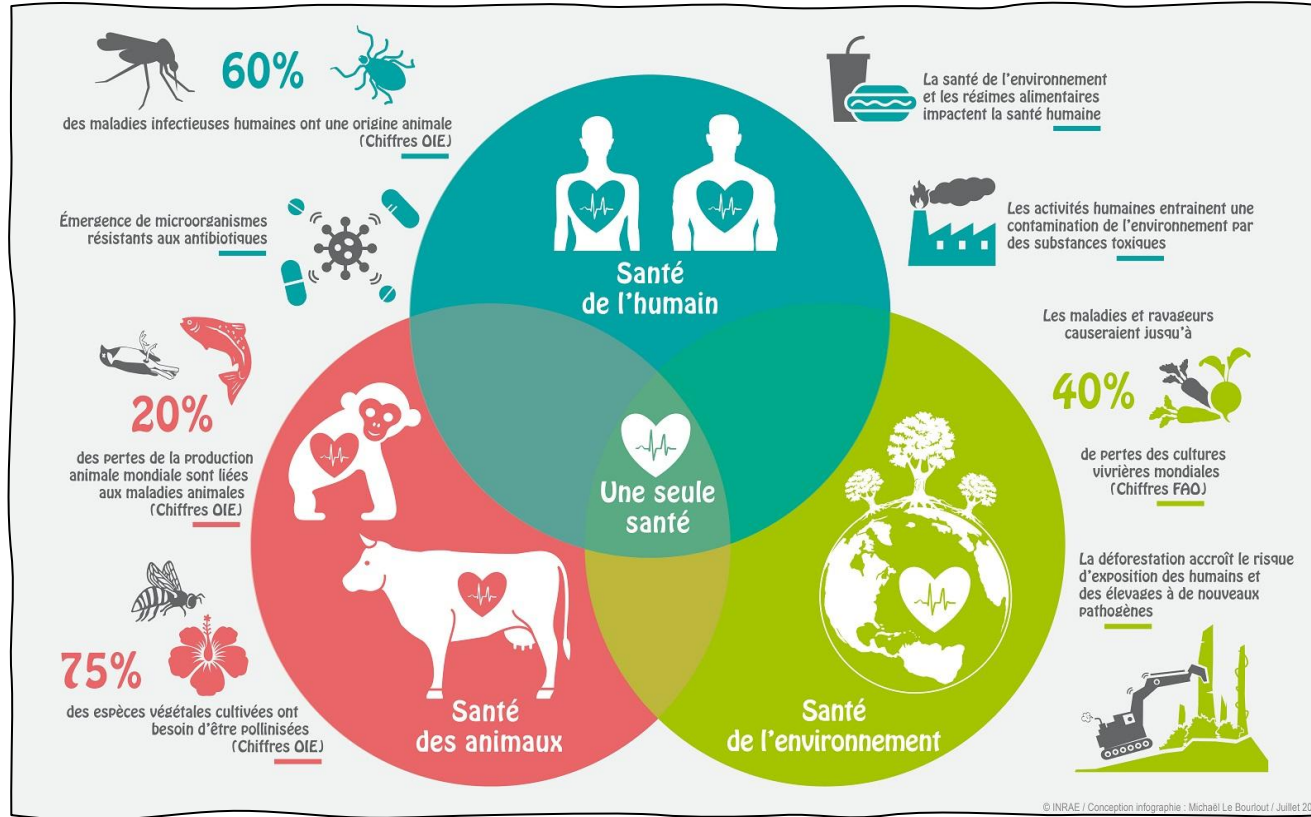 60%
des maladies infectieuses humaines ont une origine animale
(Chiffres OIE)
Émergence de microorganismes
résistants aux antibiotiques
20%
des pertes de la production
animale mondiale sont liées
aux maladies animales
(Chiffres OIE)
75%
des espèces végétales cultivées ont
besoin d'être pollinisées
(Chiffres OIE)
Santé
de l'humain
Une seule
santé
Santé
des animaux
Santé
de l'environnement
La santé de l'environnement
et les régimes alimentaires
impactent la santé humaine
Les activités humaines entrainent une
contamination de l'environnement par
des substances toxiques
Les maladies et ravageurs
causeraient jusqu'à
40%
de pertes des cultures
vivrières mondiales
(Chiffres FAO)
La déforestation accroît le risque
d'exposition des humains et
des élevages à de nouveaux
pathogènes
© INRAE / Conception infographie : Michaël Le Bourlout / Juillet 20